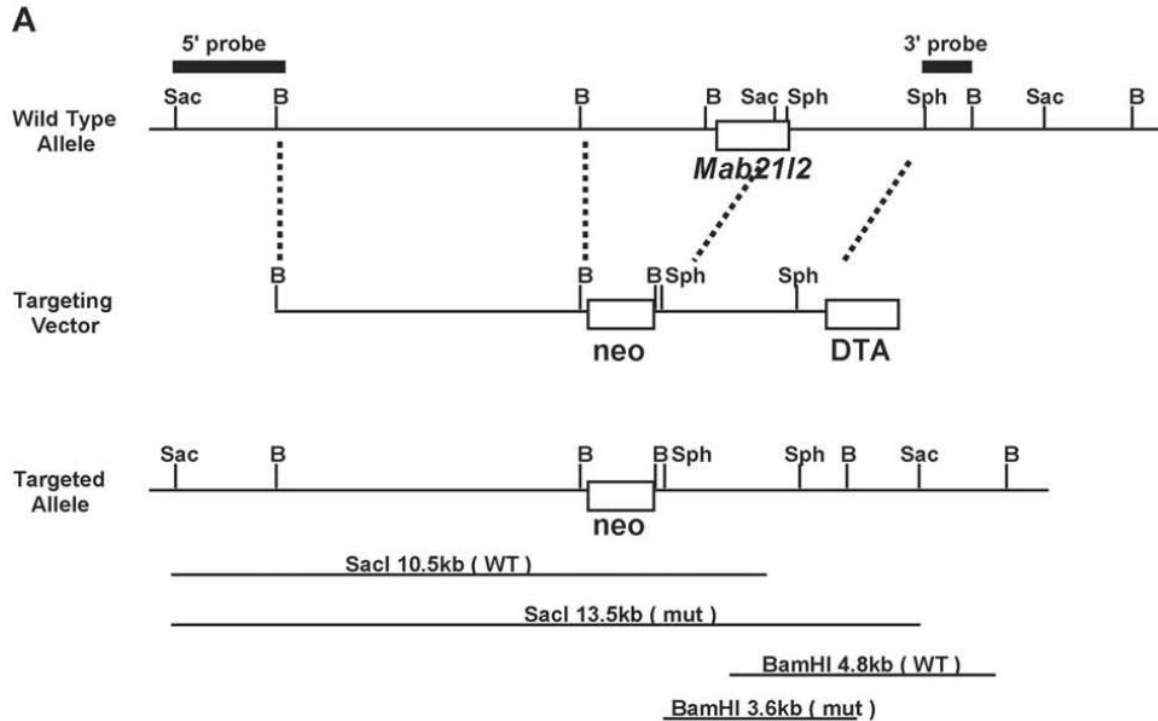 A
5' probe 3' probe
Sac B B B Sac Sph Sph B Sac B
Wild Type
Allele
Mab21l2
B B B Sph Sph
Targeting
Vector
neo DTA
Sac B B B Sph Sph B Sac B
Targeted
Allele
neo
SacI 10.5kb ( WT )
SacI 13.5kb ( mut )
BamHI 4.8kb ( WT )
BamHI 3.6kb ( mut )